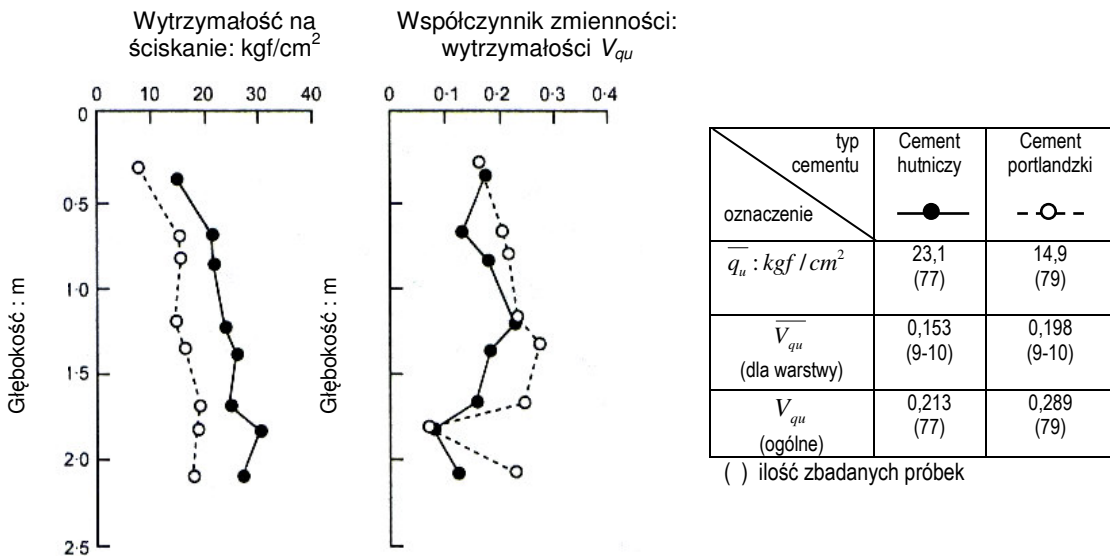 Wytrzymałość na
ściskanie: kgf/cm²
0 10 20 30 40
0
0·5
1·0
1·5
2·0
2·5
Głębokość : m
Współczynnik zmienności:
wytrzymałości Vqu
0 0·1 0·2 0·3 0·4
Głębokość : m
typ
cementu
oznaczenie
Cement
hutniczy
Cement
portlandzki
qu : kgf / cm²
23,1
(77)
14,9
(79)
Vqu
(dla warstwy)
0,153
(9-10)
0,198
(9-10)
Vqu
(ogólne)
0,213
(77)
0,289
(79)
( ) ilość zbadanych próbek